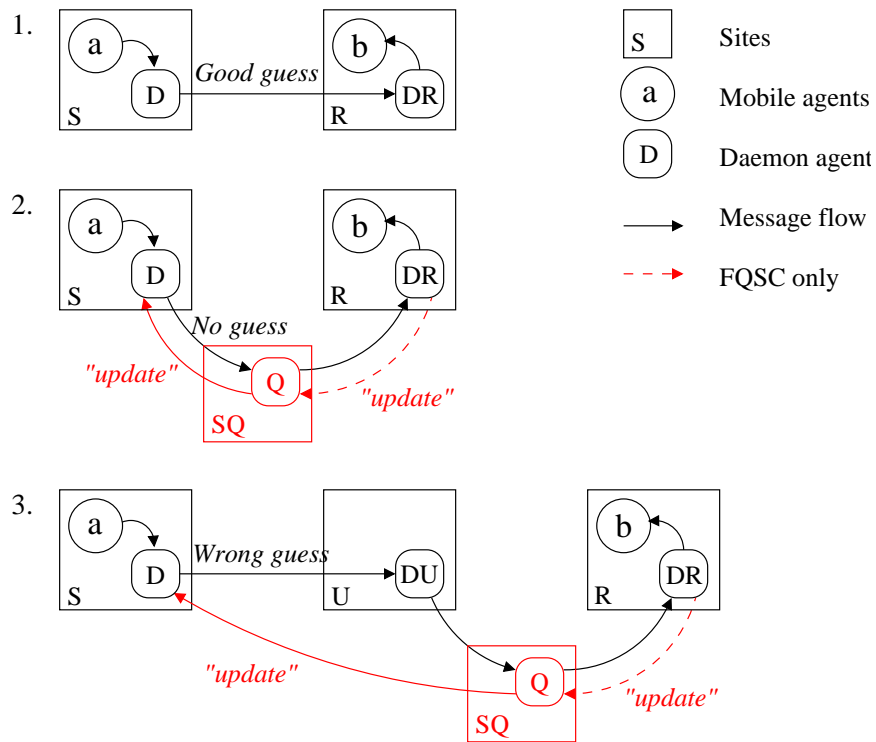 1.
a
D
S
Good guess
b
DR
R
S
Sites
a
Mobile agents
D
Daemon agent
Message flow
FQSC only
2.
a
D
S
No guess
b
DR
R
"update"
Q
SQ
"update"
3.
a
D
S
Wrong guess
DU
U
b
DR
R
"update"
Q
SQ
"update"